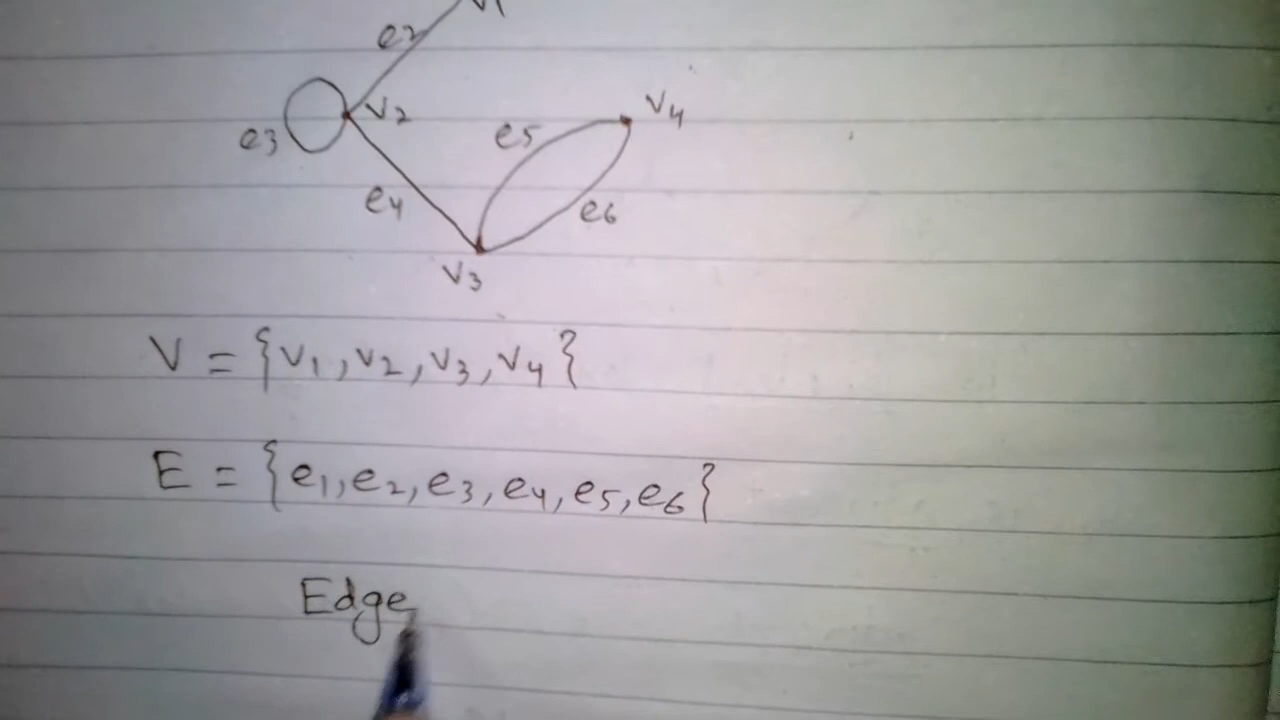 e2
v2
v4
e3
e5
e4
e6
v3
V = {v1, v2, v3, v4}
E = {e1, e2, e3, e4, e5, e6}
Edge